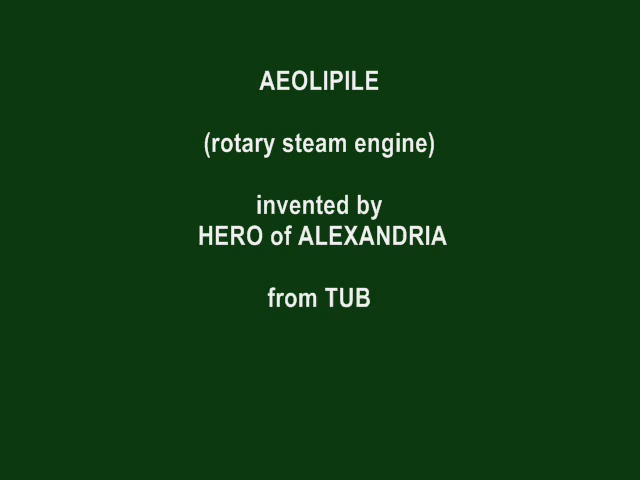 AEOLIPILE
(rotary steam engine)
invented by
HERO of ALEXANDRIA
from TUB